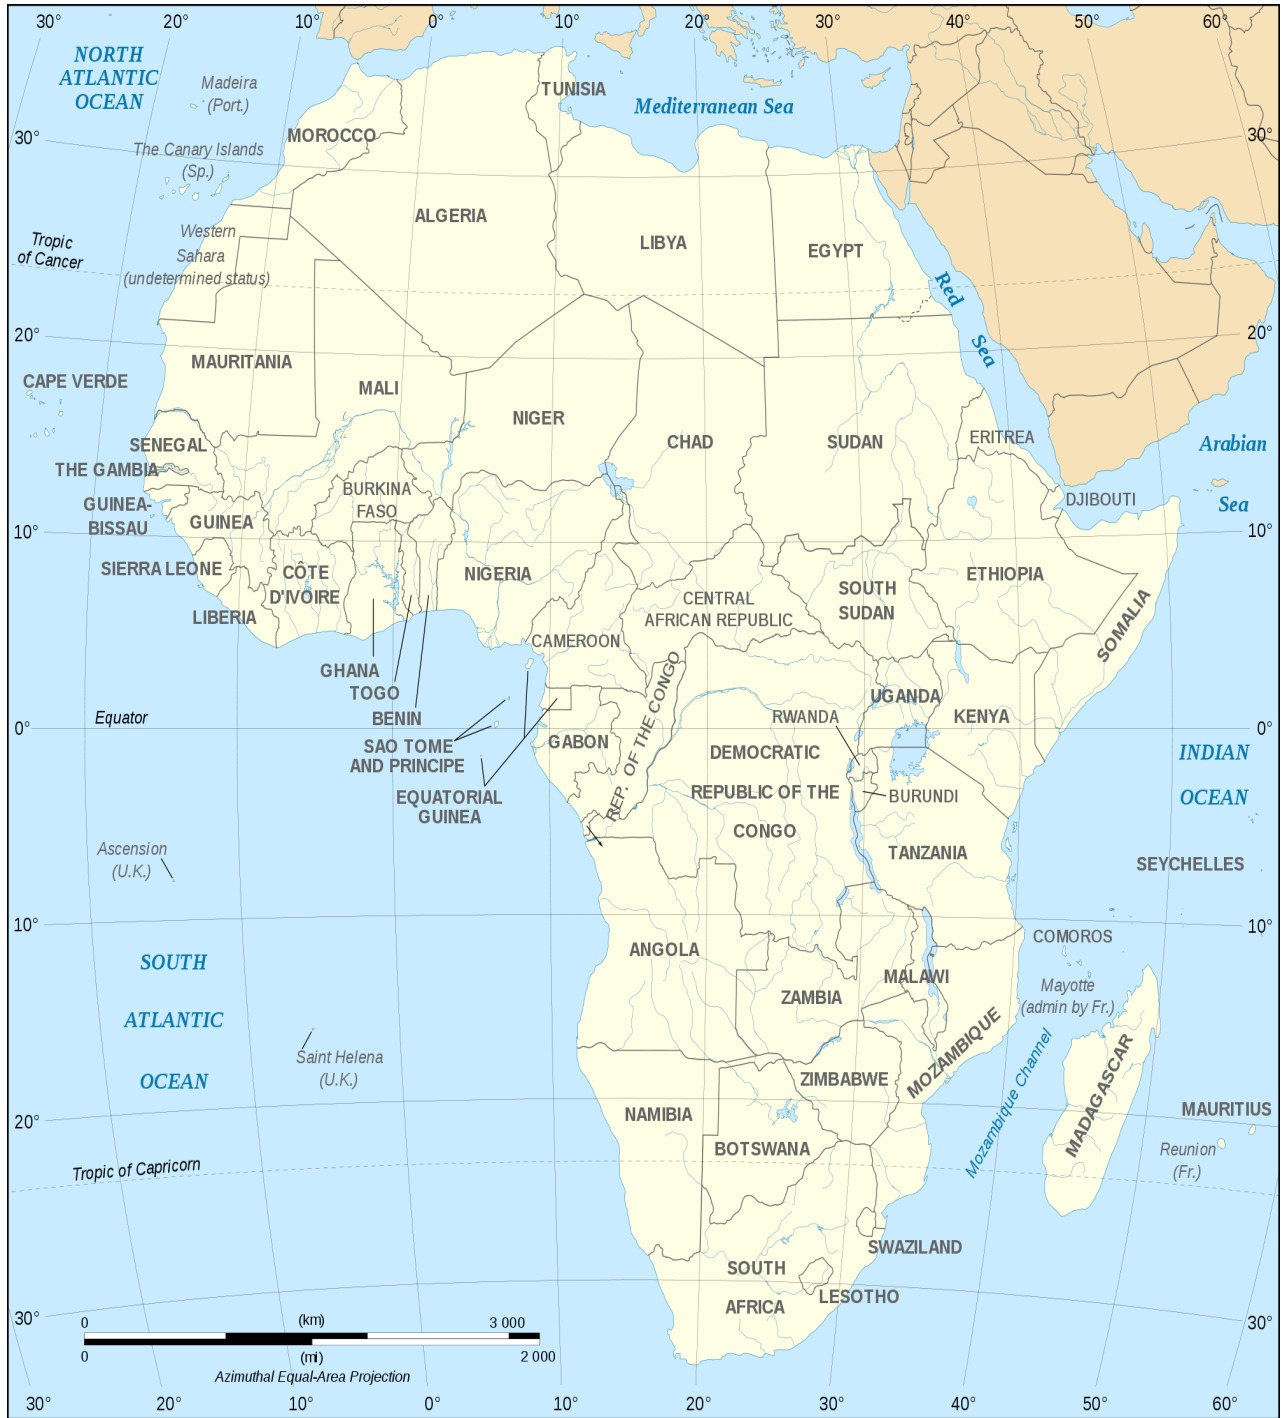 30° 20° 10° 0° 10° 20° 30° 40° 50° 60°
NORTH
ATLANTIC
OCEAN
Madeira
(Port.)
TUNISIA
Mediterranean Sea
MOROCCO
30°
30°
The Canary Islands
(Sp.)
ALGERIA
LIBYA
EGYPT
Western
Sahara
(undetermined status)
Tropic
of Cancer
Red
Sea
20°
20°
MAURITANIA
CAPE VERDE
MALI
NIGER
CHAD
SUDAN
ERITREA
Arabian
Sea
SENEGAL
THE GAMBIA
GUINEA-
BISSAU
GUINEA
BURKINA
FASO
DJIBOUTI
10°
10°
SIERRA LEONE
CÔTE
D'IVOIRE
NIGERIA
ETHIOPIA
SOUTH
SUDAN
CENTRAL
AFRICAN REPUBLIC
SOMALIA
LIBERIA
CAMEROON
GHANA
TOGO
BENIN
UGANDA
KENYA
RWANDA
REP. OF THE CONGO
Equator
0°
0°
SAO TOME
AND PRINCIPE
GABON
DEMOCRATIC
REPUBLIC OF THE
CONGO
INDIAN
OCEAN
EQUATORIAL
GUINEA
BURUNDI
TANZANIA
Ascension
(U.K.)
SEYCHELLES
10°
10°
COMOROS
ANGOLA
SOUTH
ATLANTIC
OCEAN
MALAWI
ZAMBIA
Mayotte
(admin by Fr.)
MOZAMBIQUE
Mozambique Channel
MADAGASCAR
Saint Helena
(U.K.)
ZIMBABWE
NAMIBIA
MAURITIUS
20°
20°
BOTSWANA
Reunion
(Fr.)
Tropic of Capricorn
SWAZILAND
SOUTH
AFRICA
LESOTHO
30°
30°
0 (km) 3 000
0 (mi) 2 000
Azimuthal Equal-Area Projection
30° 20° 10° 0° 10° 20° 30° 40° 50° 60°